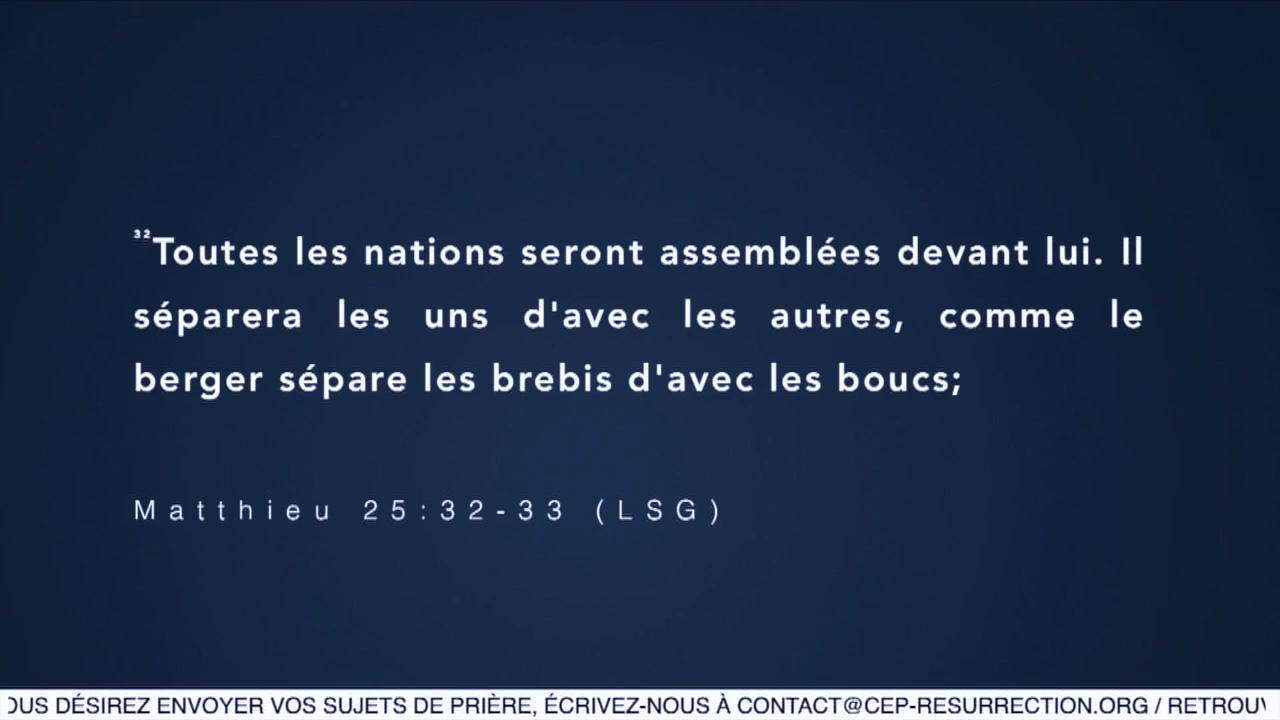 ³²Toutes les nations seront assemblées devant lui. Il
séparera les uns d'avec les autres, comme le
berger sépare les brebis d'avec les boucs;
Matthieu 25:32-33 (LSG)
OUS DÉSIREZ ENVOYER VOS SUJETS DE PRIÈRE, ÉCRIVEZ-NOUS À CONTACT@CEP-RESURRECTION.ORG / RETROUV